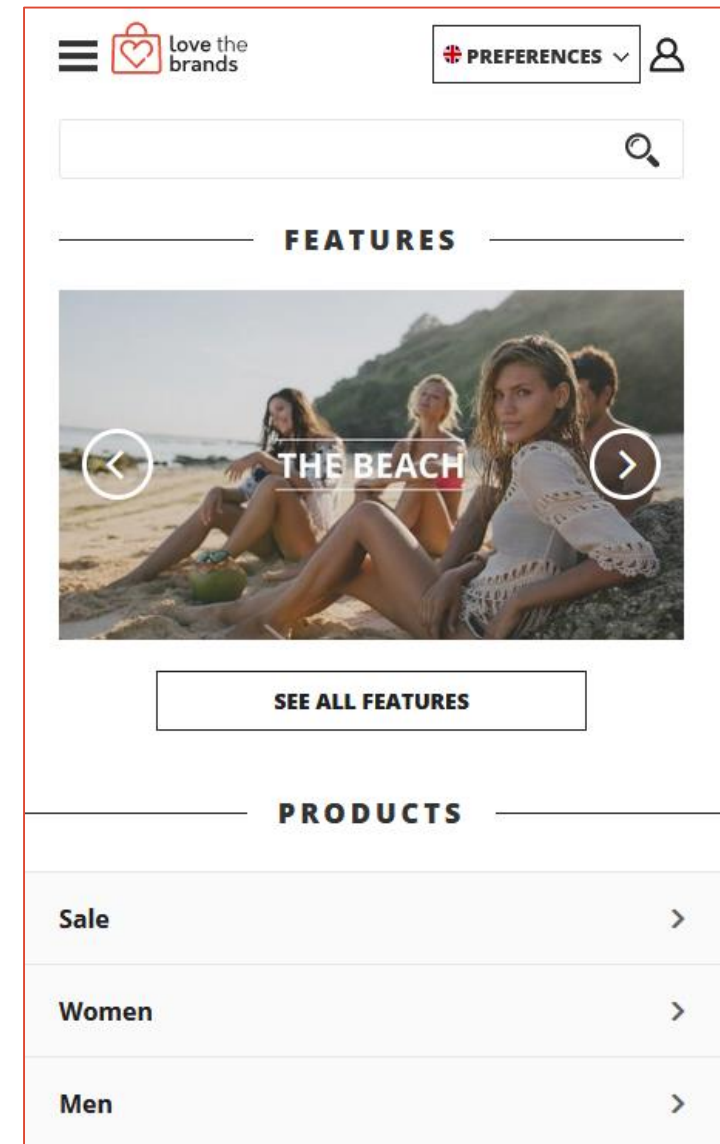 love the
brands
PREFERENCES
FEATURES
THE BEACH
SEE ALL FEATURES
PRODUCTS
Sale
Women
Men